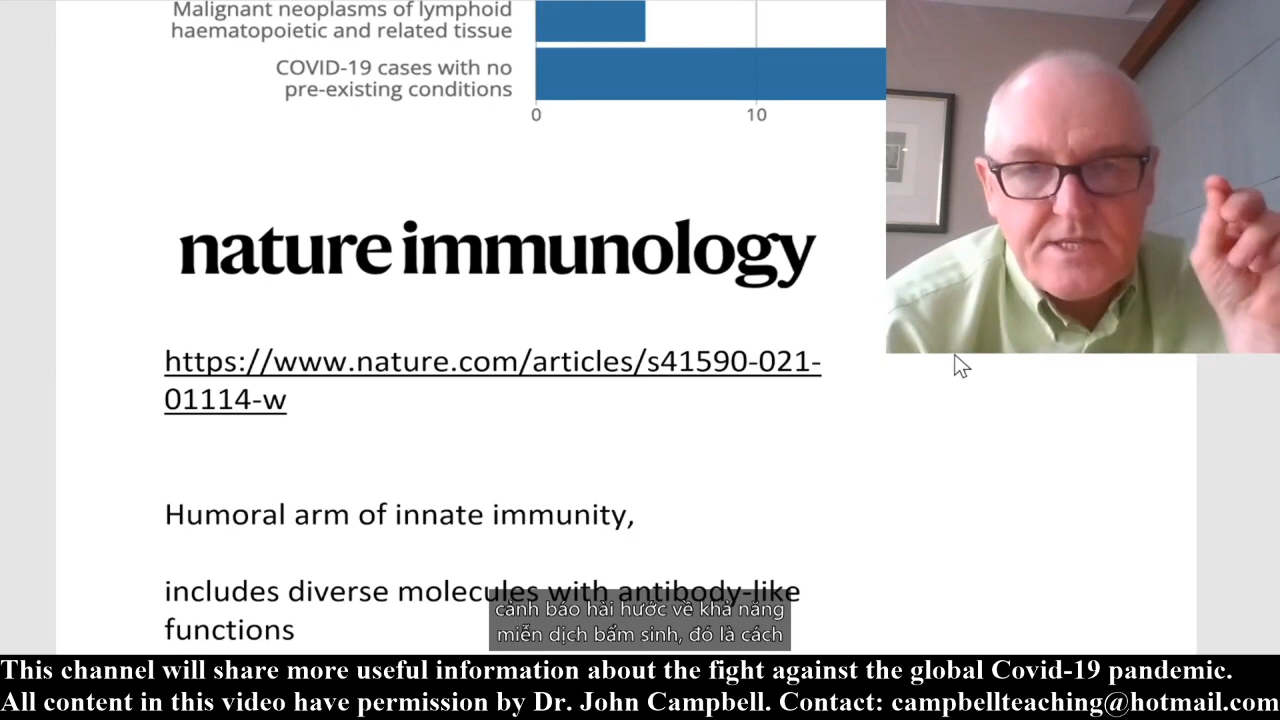 Malignant neoplasms of lymphoid
haematopoietic and related tissue
COVID-19 cases with no
pre-existing conditions
0 10
nature immunology
https://www.nature.com/articles/s41590-021-
01114-w
Humoral arm of innate immunity,
includes diverse molecules with antibody-like
functions
cảnh báo hài hước về khả năng
miễn dịch bẩm sinh, đó là cách
This channel will share more useful information about the fight against the global Covid-19 pandemic.
All content in this video have permission by Dr. John Campbell. Contact: campbellteaching@hotmail.com